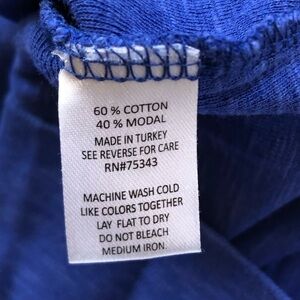 60 % COTTON
40 % MODAL
MADE IN TURKEY
SEE REVERSE FOR CARE
RN#75343
MACHINE WASH COLD
LIKE COLORS TOGETHER
LAY FLAT TO DRY
DO NOT BLEACH
MEDIUM IRON